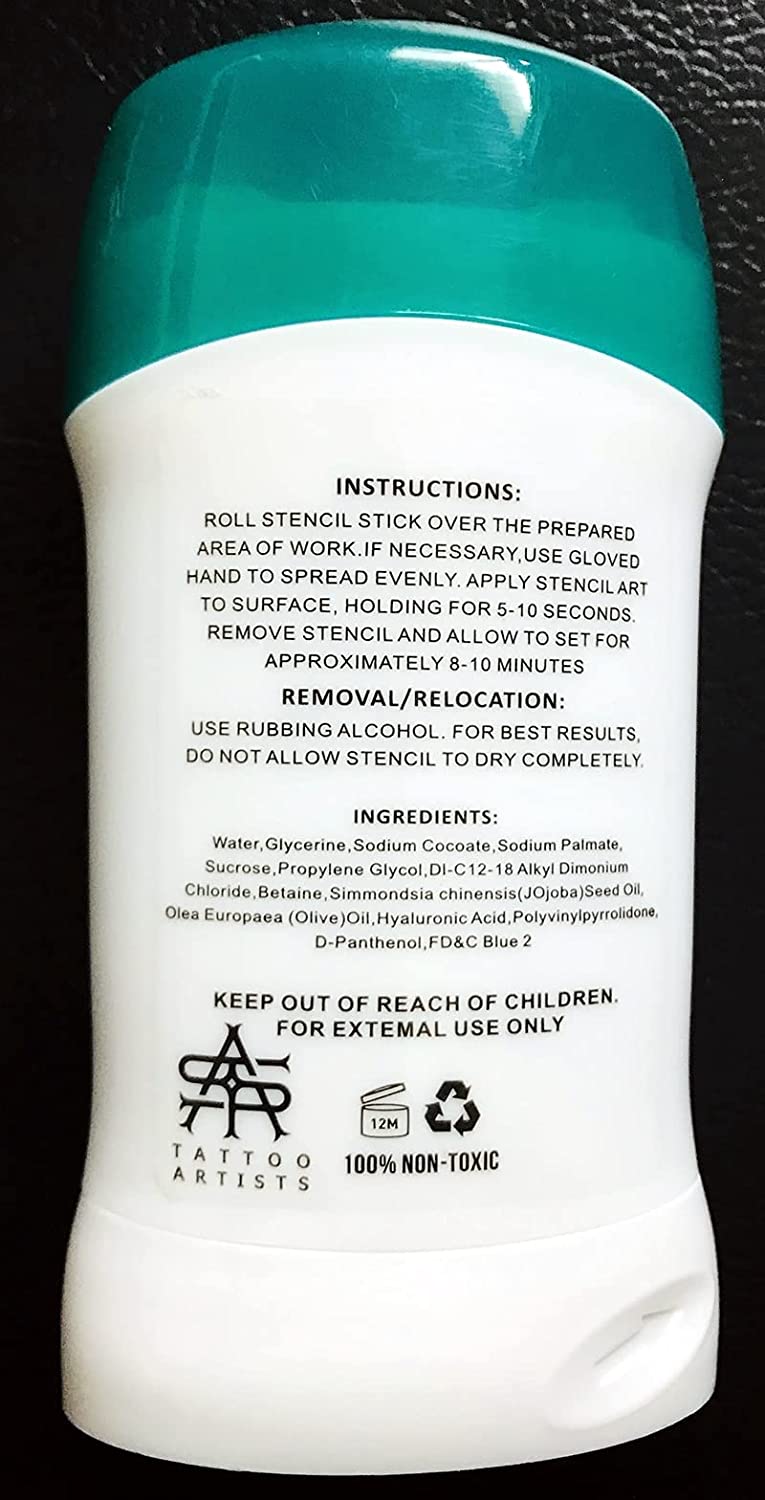 INSTRUCTIONS:
ROLL STENCIL STICK OVER THE PREPARED
AREA OF WORK.IF NECESSARY,USE GLOVED
HAND TO SPREAD EVENLY. APPLY STENCIL ART
TO SURFACE, HOLDING FOR 5-10 SECONDS.
REMOVE STENCIL AND ALLOW TO SET FOR
APPROXIMATELY 8-10 MINUTES
REMOVAL/RELOCATION:
USE RUBBING ALCOHOL. FOR BEST RESULTS,
DO NOT ALLOW STENCIL TO DRY COMPLETELY.
INGREDIENTS:
Water,Glycerine,Sodium Cocoate,Sodium Palmate,
Sucrose,Propylene Glycol,DI-C12-18 Alkyl Dimonium
Chloride,Betaine,Simmondsia chinensis(JOjoba)Seed Oil,
Olea Europaea (Olive)Oil,Hyaluronic Acid,Polyvinylpyrrolidone,
D-Panthenol,FD&C Blue 2
KEEP OUT OF REACH OF CHILDREN.
FOR EXTEMAL USE ONLY
TATTOO
ARTISTS
12M
100% NON-TOXIC